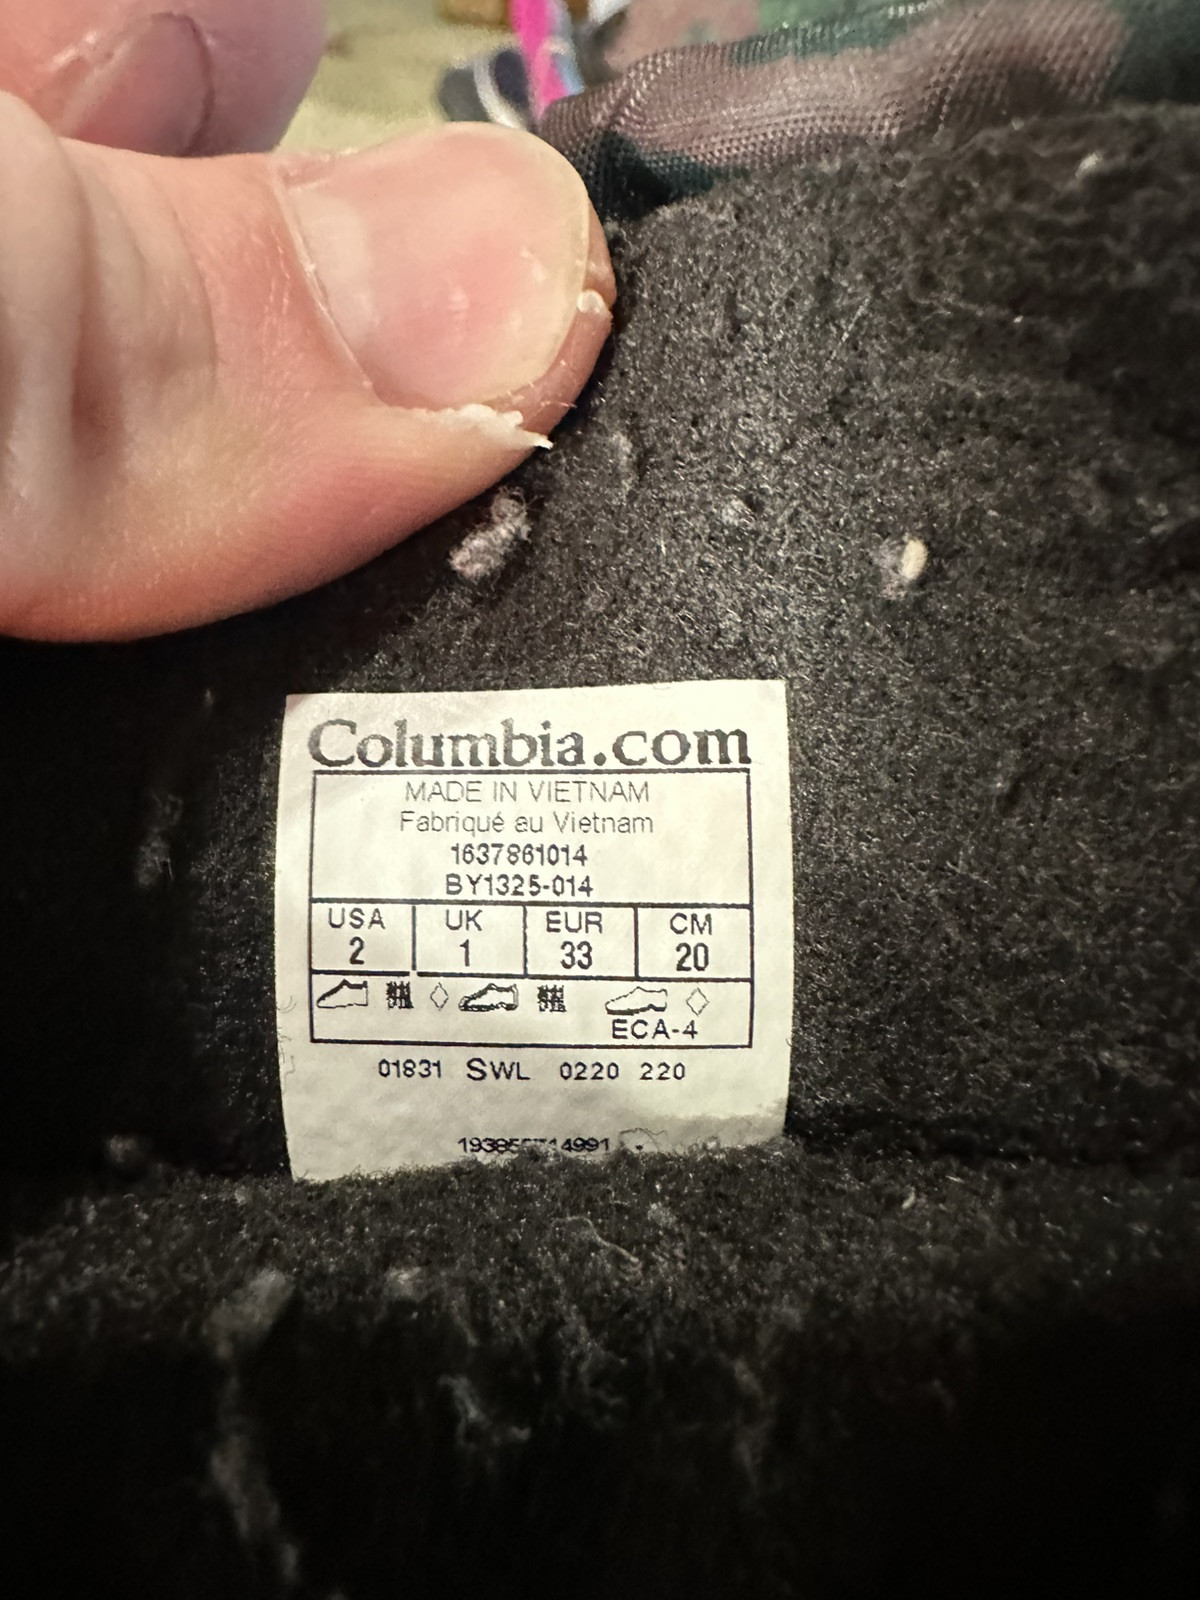 Columbia.com
MADE IN VIETNAM
Fabriqué au Vietnam
1637861014
BY1325-014
USA UK EUR CM
2 1 33 20
ECA-4
01831 SWL 0220 220